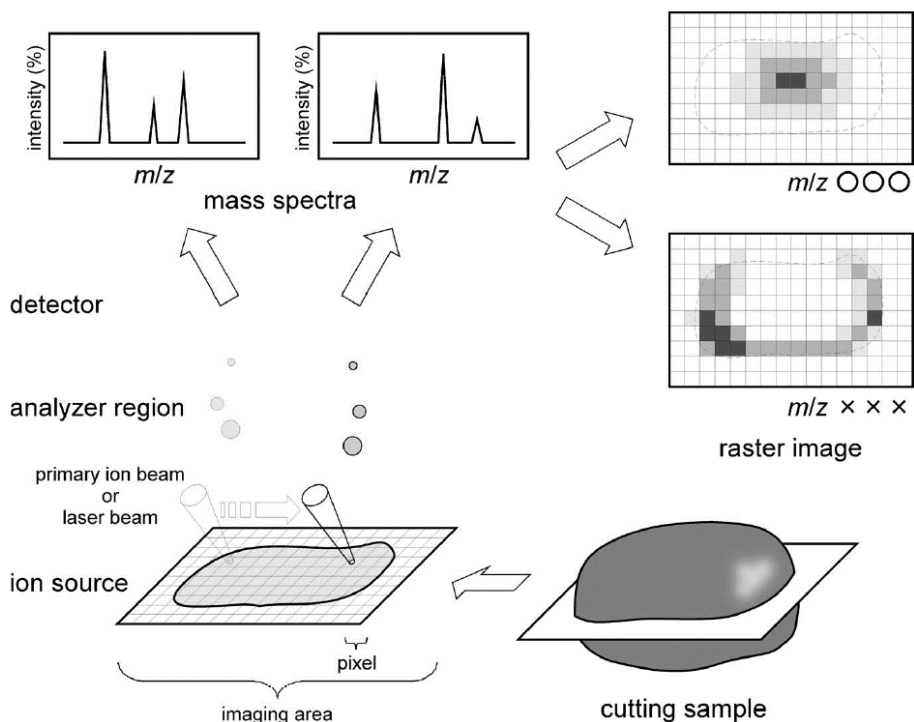 intensity (%)
m/z
intensity (%)
m/z
mass spectra
m/z ○○○
m/z × × ×
raster image
detector
analyzer region
primary ion beam
or
laser beam
ion source
pixel
imaging area
cutting sample